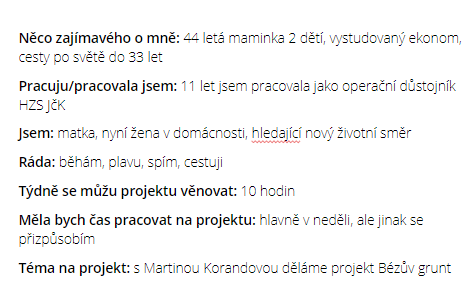 Něco zajímavého o mně: 44 letá maminka 2 dětí, vystudovaný ekonom,
cesty po světě do 33 let
Pracuju/pracovala jsem: 11 let jsem pracovala jako operační důstojník
HZS JčK
Jsem: matka, nyní žena v domácnosti, hledající nový životní směr
Ráda: běhám, plavu, spím, cestuji
Týdně se můžu projektu věnovat: 10 hodin
Měla bych čas pracovat na projektu: hlavně v neděli, ale jinak se
přizpůsobím
Téma na projekt: s Martinou Korandovou děláme projekt Bézův grunt